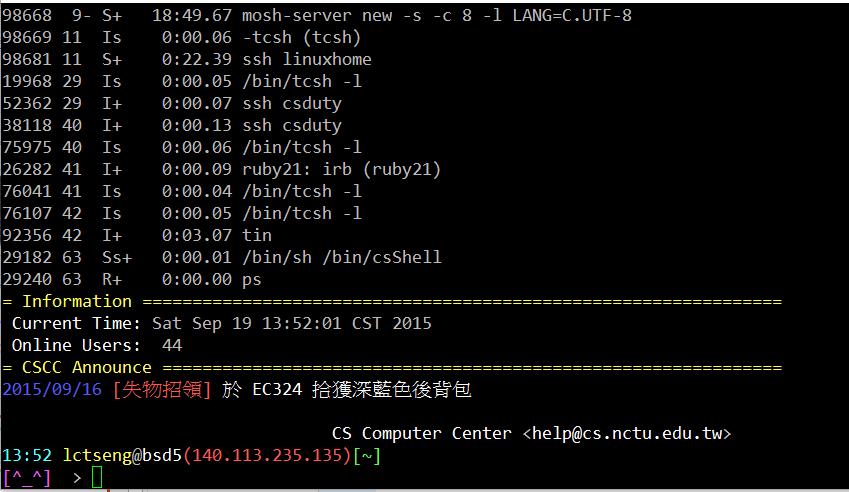 98668  9- S+   18:49.67 mosh-server new -s -c 8 -l LANG=C.UTF-8
98669 11  Is    0:00.06 -tcsh (tcsh)
98681 11  S+    0:22.39 ssh linuxhome
19968 29  Is    0:00.05 /bin/tcsh -l
52362 29  I+    0:00.07 ssh csduty
38118 40  I+    0:00.13 ssh csduty
75975 40  Is    0:00.06 /bin/tcsh -l
26282 41  I+    0:00.09 ruby21: irb (ruby21)
76041 41  Is    0:00.04 /bin/tcsh -l
76107 42  Is    0:00.05 /bin/tcsh -l
92356 42  I+    0:03.07 tin
29182 63  Ss+   0:00.01 /bin/sh /bin/csShell
29240 63  R+    0:00.00 ps
= Information ================================================================
 Current Time: Sat Sep 19 13:52:01 CST 2015
 Online Users:  44
= CSCC Announce ==============================================================
2015/09/16 [失物招領] 於 EC324 拾獲深藍色後背包
CS Computer Center <help@cs.nctu.edu.tw>
13:52 lctseng@bsd5(140.113.235.135)[~]
[^_^]  >